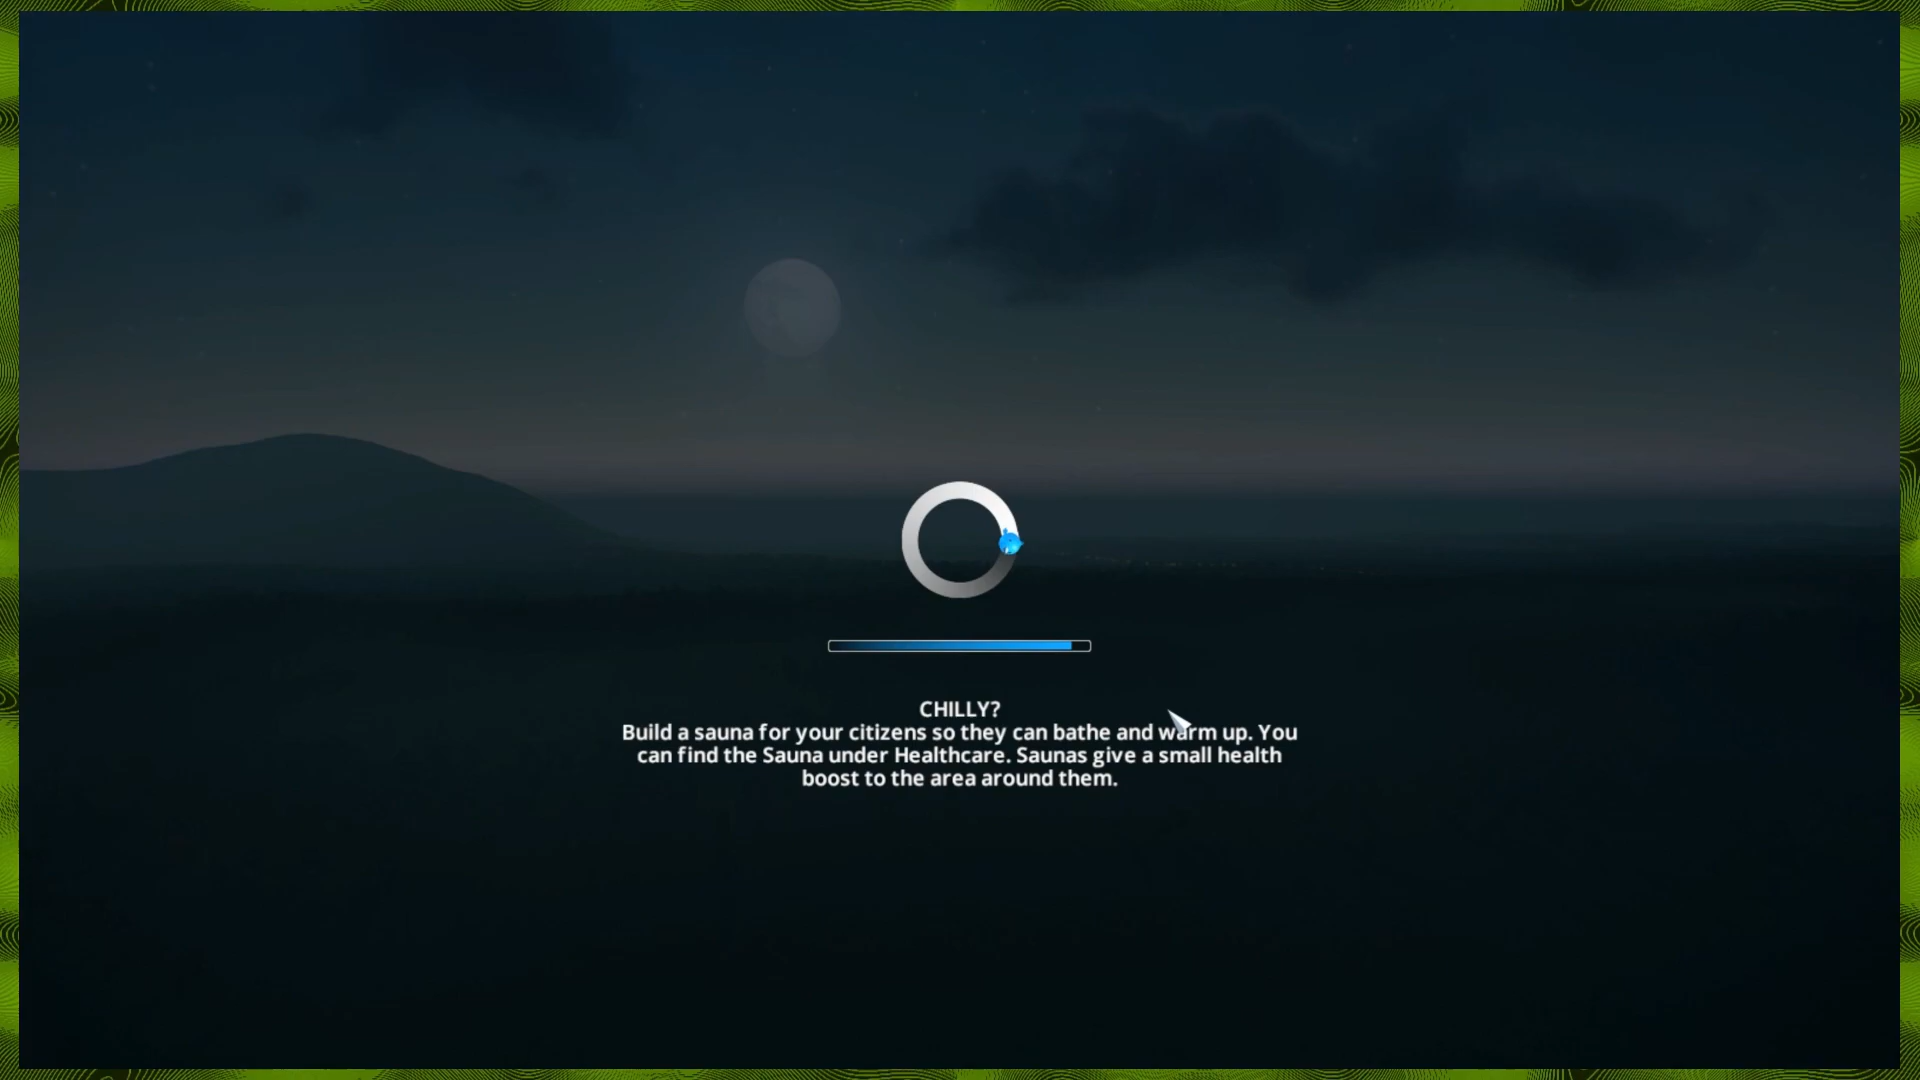 CHILLY?
Build a sauna for your citizens so they can bathe and warm up. You
can find the Sauna under Healthcare. Saunas give a small health
boost to the area around them.